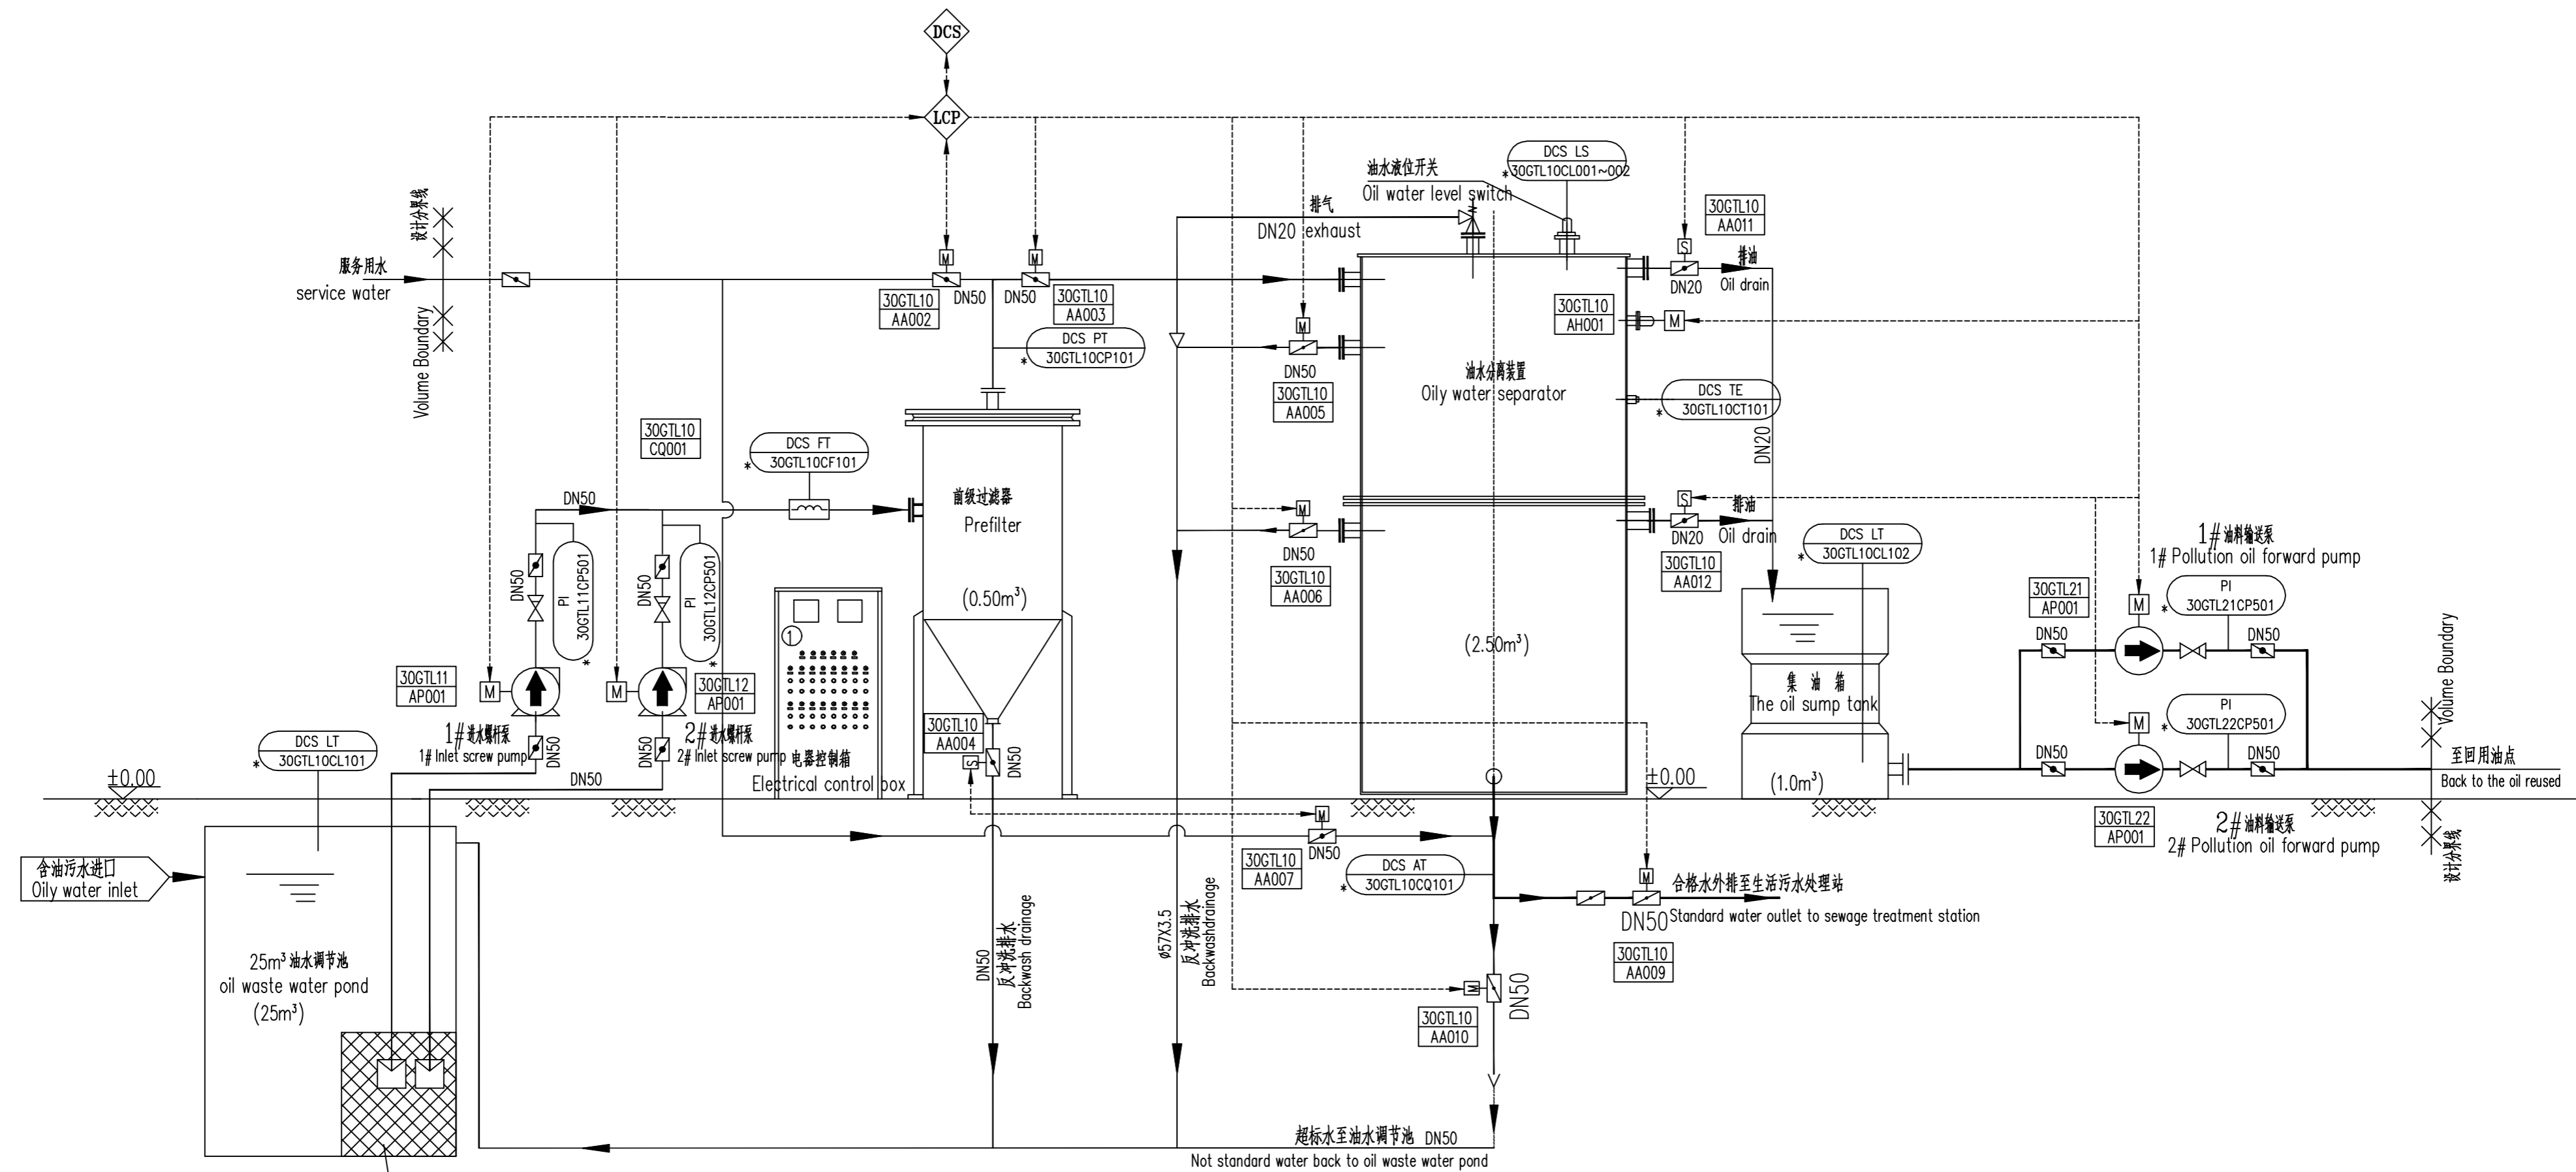 DCS
LCP
设计分界线
Volume Boundary
服务用水
service water
30GTL10
AA002
DN50
DN50
30GTL10
AA003
DCS PT
*30GTL10CP101
排气
DN20 exhaust
油水液位开关
Oil water level switch
DCS LS
*30GTL10CL001~002
30GTL10
AA011
排油
Oil drain
DN20
30GTL10
AH001
DN50
30GTL10
AA005
油水分离装置
Oily water separator
DCS TE
*30GTL10CT101
DN20
30GTL10
CQ001
DCS FT
*30GTL10CF101
DN50
前级过滤器
Prefilter
(0.50m³)
DN50
30GTL10
AA006
排油
Oil drain
DN20
30GTL10
AA012
(2.50m³)
DCS LT
*30GTL10CL102
DN50
PI
30GTL11CP501
*
DN50
PI
30GTL12CP501
*
M
M
M
M
M
M
S
M
S
30GTL11
AP001
M
M
30GTL12
AP001
1#进水螺杆泵
1# Inlet screw pump
DN50
2#进水螺杆泵
2# Inlet screw pump
DN50
DN50
1
电器控制箱
Electrical control box
30GTL10
AA004
S
DN50
集油箱
The oil sump tank
(1.0m³)
1#油料输送泵
1# Pollution oil forward pump
30GTL21
AP001
M
PI
*30GTL21CP501
DN50
DN50
M
PI
*30GTL22CP501
DN50
DN50
30GTL22
AP001
2#油料输送泵
2# Pollution oil forward pump
Volume Boundary
设计分界线
至回用油点
Back to the oil reused
DCS LT
*30GTL10CL101
±0.00
±0.00
含油污水进口
Oily water inlet
25m³油水调节池
oil waste water pond
(25m³)
M
DN50
30GTL10
AA007
DCS AT
*30GTL10CQ101
M
合格水外排至生活污水处理站
DN50
Standard water outlet to sewage treatment station
30GTL10
AA009
DN50
反冲洗排水
Backwash drainage
ø57X3.5
反冲洗排水
Backwashdrainage
M
DN50
30GTL10
AA010
超标水至油水调节池 DN50
Not standard water back to oil waste water pond